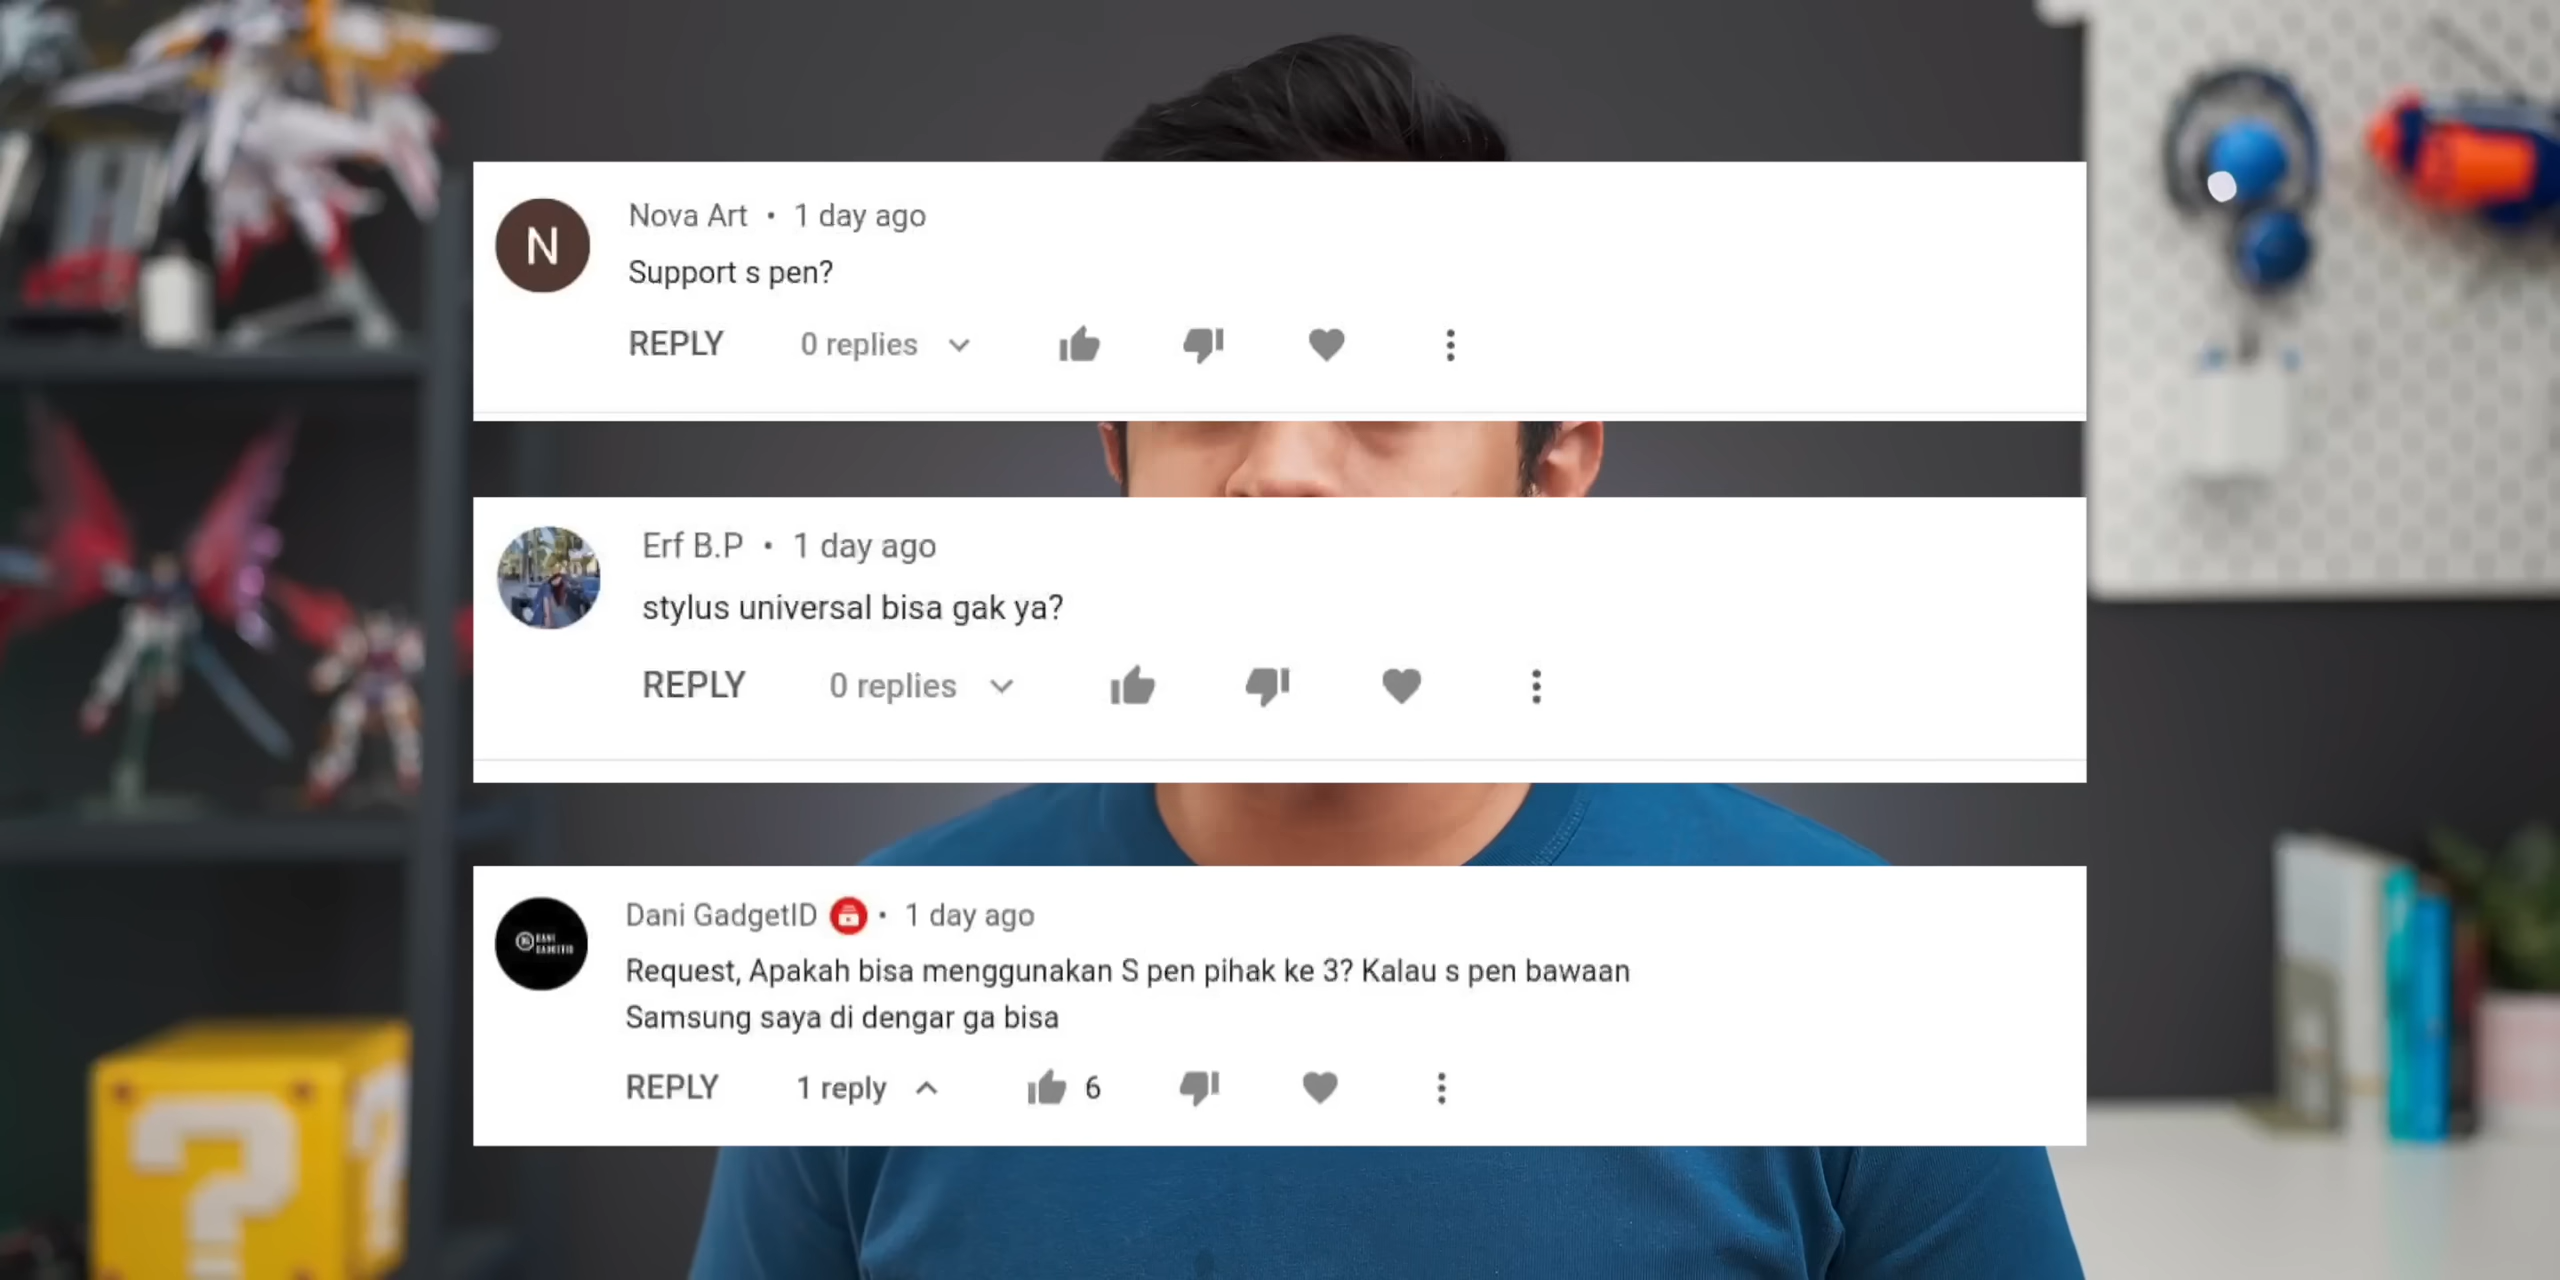 N
Nova Art • 1 day ago
Support s pen?
REPLY 0 replies
Erf B.P • 1 day ago
stylus universal bisa gak ya?
REPLY 0 replies
DANI
GADGETID
Dani GadgetID • 1 day ago
Request, Apakah bisa menggunakan S pen pihak ke 3? Kalau s pen bawaan
Samsung saya di dengar ga bisa
REPLY 1 reply 6
?